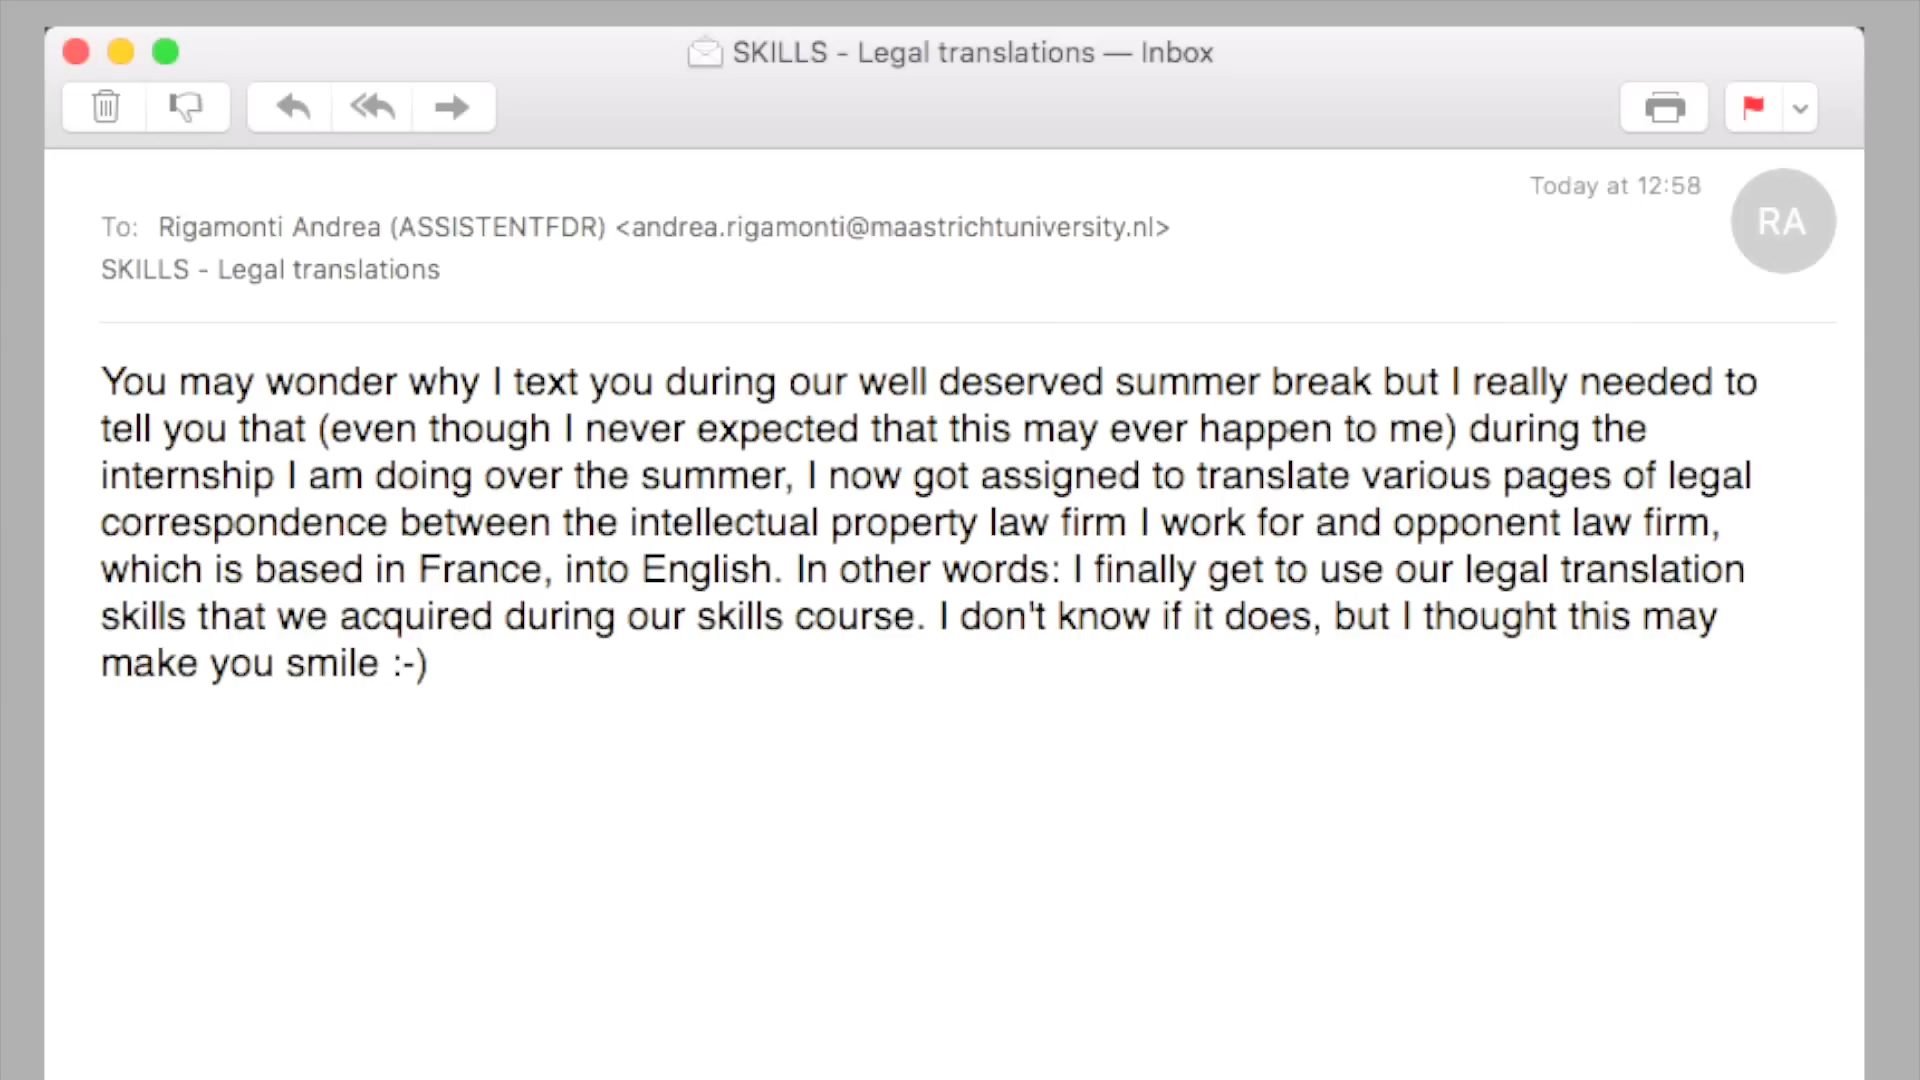 SKILLS - Legal translations — Inbox
Today at 12:58
RA
To: Rigamonti Andrea (ASSISTENTFDR) <andrea.rigamonti@maastrichtuniversity.nl>
SKILLS - Legal translations
You may wonder why I text you during our well deserved summer break but I really needed to
tell you that (even though I never expected that this may ever happen to me) during the
internship I am doing over the summer, I now got assigned to translate various pages of legal
correspondence between the intellectual property law firm I work for and opponent law firm,
which is based in France, into English. In other words: I finally get to use our legal translation
skills that we acquired during our skills course. I don't know if it does, but I thought this may
make you smile :-)